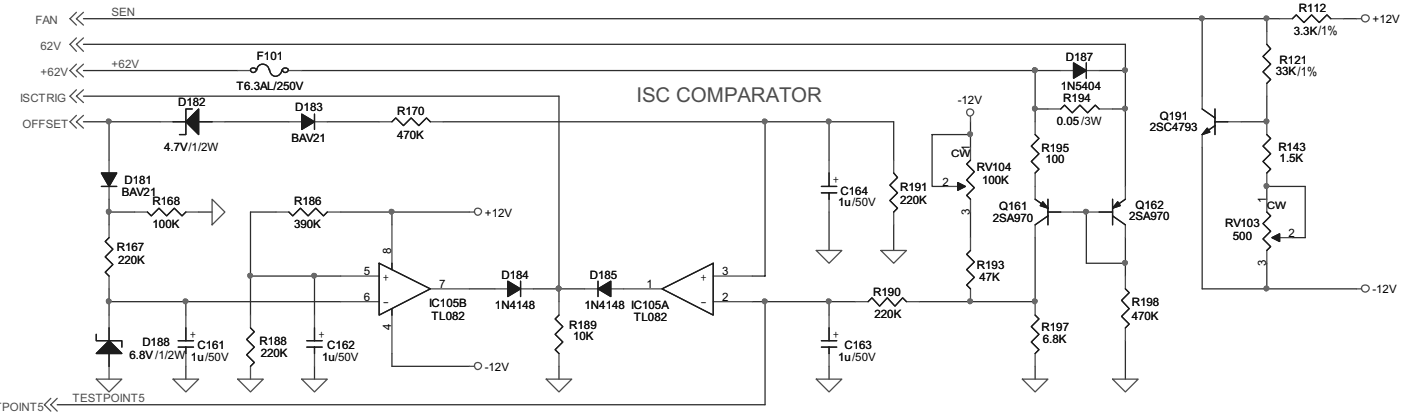 FAN SEN
62V
+62V +62V F101
T6.3AL/250V
ISCTRIG
OFFSET
D182
4.7V/1/2W
D183
BAV21
R170
470K
ISC COMPARATOR
D187
1N5404
R194
0.05/3W
R112
3.3K/1%
+12V
R121
33K/1%
Q191
2SC4793
R143
1.5K
1
CW
RV103
500
2
3
-12V
-12V
1
CW
2
RV104
100K
3
R195
100
Q161
2SA970
Q162
2SA970
D181
BAV21
R168
100K
R186
390K
+12V
C164
+
1u/50V
R191
220K
R167
220K
8
5
+
6
-
7
4
IC105B
TL082
D184
1N4148
D185
1N4148
1
IC105A
TL082
+
3
-
2
R190
220K
R193
47K
D188
6.8V/1/2W
C161
+
1u/50V
R188
220K
C162
+
1u/50V
-12V
R189
10K
C163
+
1u/50V
R197
6.8K
R198
470K
TPOINT5 TESTPOINT5